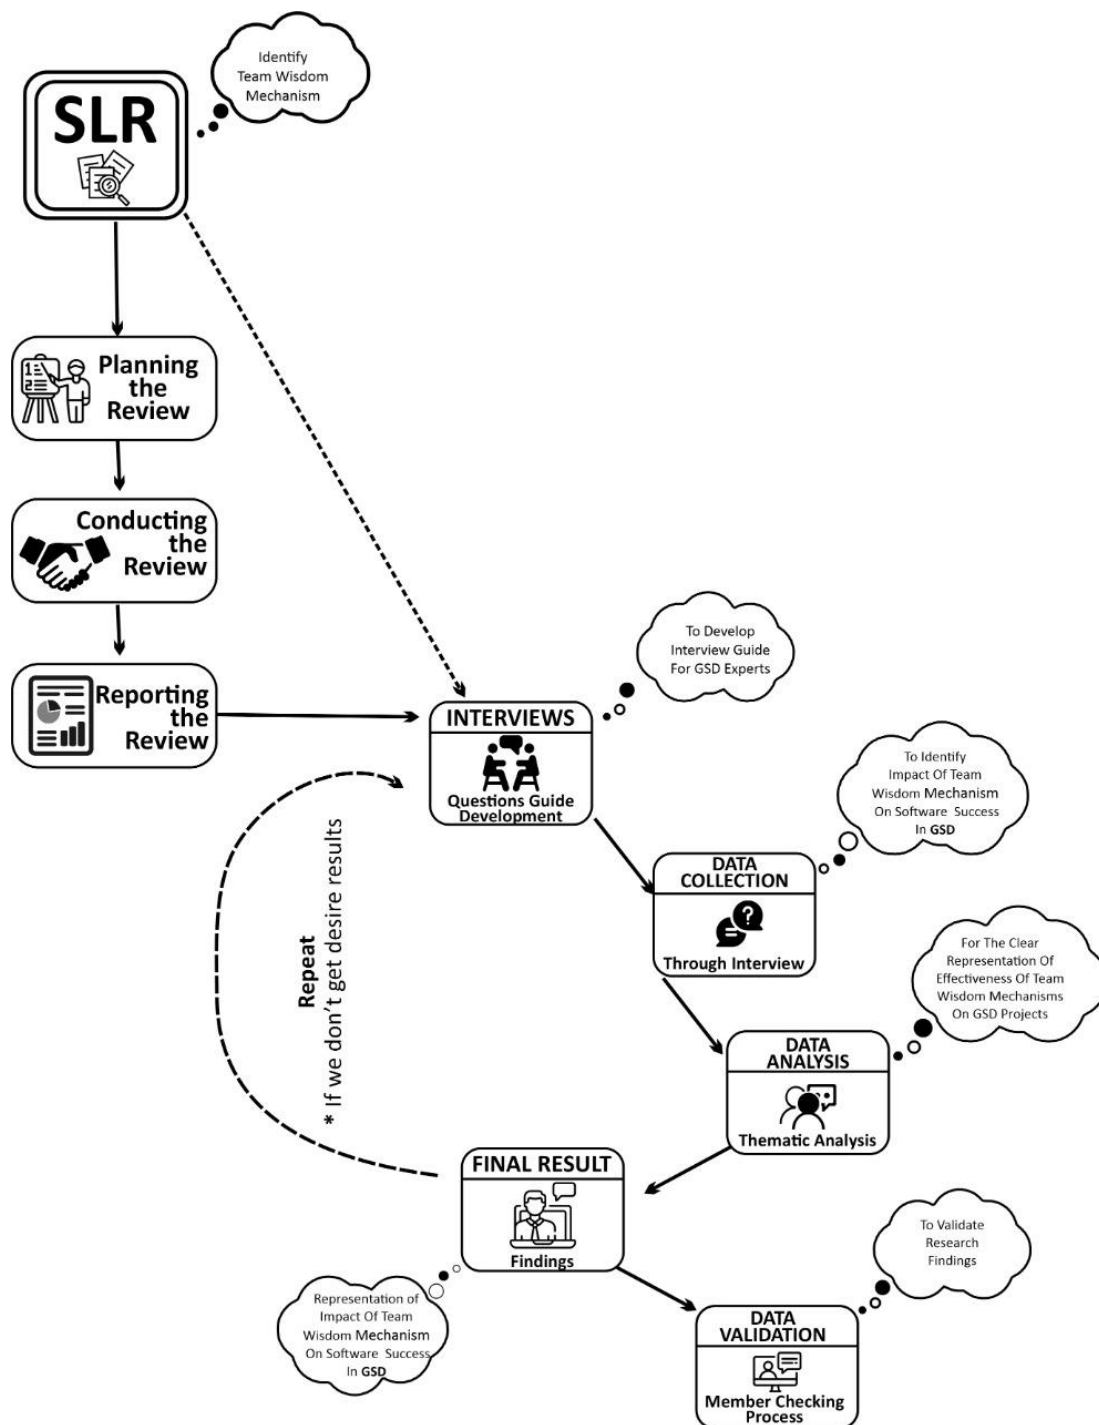 Identify
Team Wisdom
Mechanism
SLR
Planning
the
Review
1
2
Conducting
the
Review
Reporting
the
Review
To Develop
Interview Guide
For GSD Experts
INTERVIEWS
Questions Guide
Development
To Identify
Impact Of Team
Wisdom Mechanism
On Software Success
In GSD
DATA
COLLECTION
?
=
Through Interview
Repeat
* If we don't get desire results
For The Clear
Representation Of
Effectiveness Of Team
Wisdom Mechanisms
On GSD Projects
DATA
ANALYSIS
Thematic Analysis
FINAL RESULT
Findings
Representation of
Impact Of Team
Wisdom Mechanism
On Software Success
In GSD
To Validate
Research
Findings
DATA
VALIDATION
Member Checking
Process